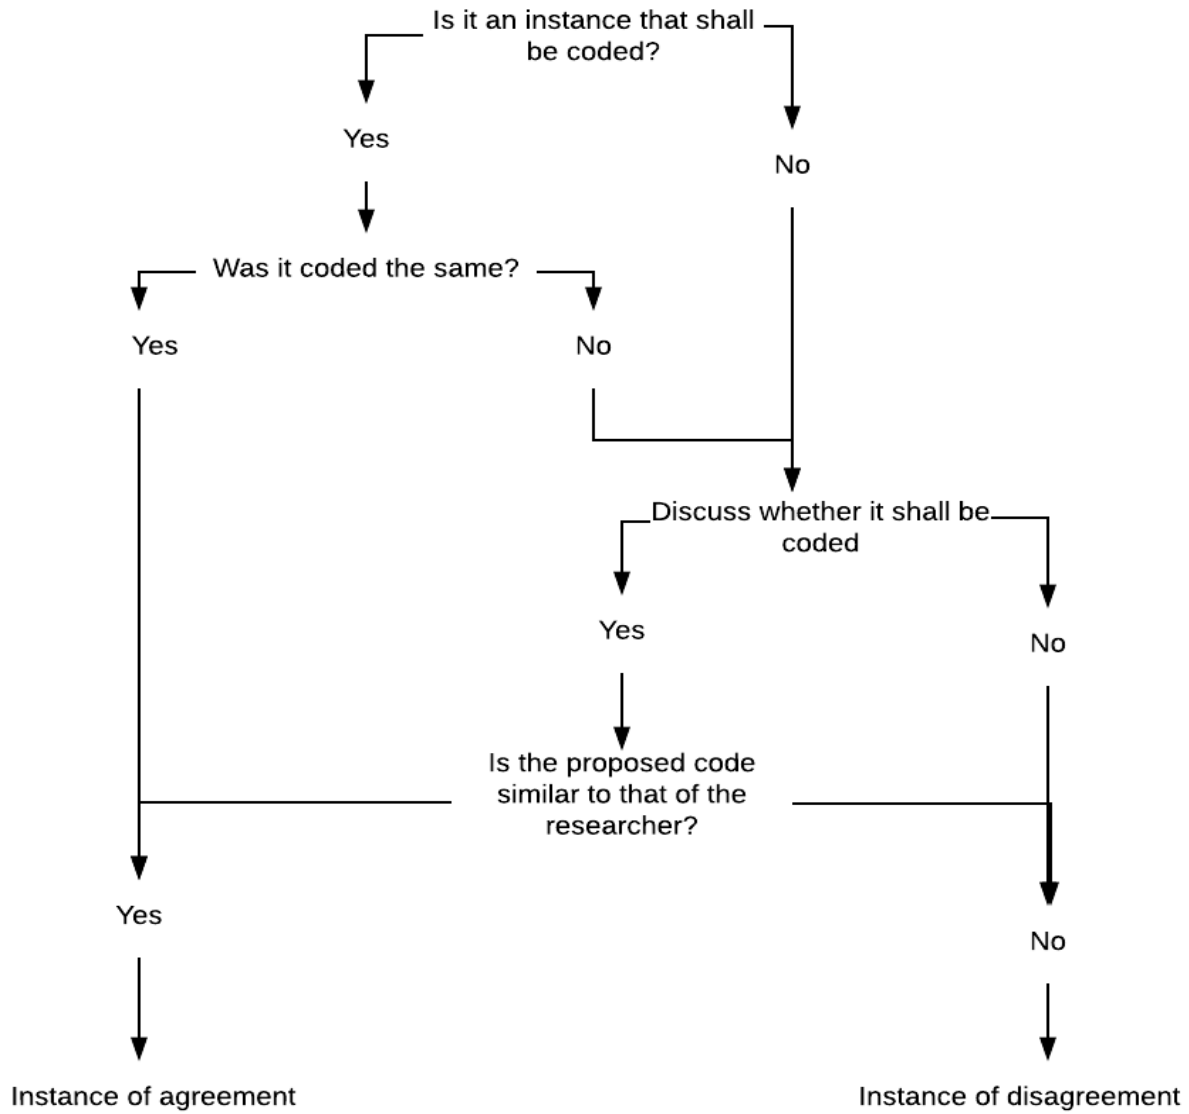 Is it an instance that shall
be coded?
Yes
No
Was it coded the same?
Yes
No
Discuss whether it shall be
coded
Yes
No
Is the proposed code
similar to that of the
researcher?
Yes
No
Instance of agreement
Instance of disagreement